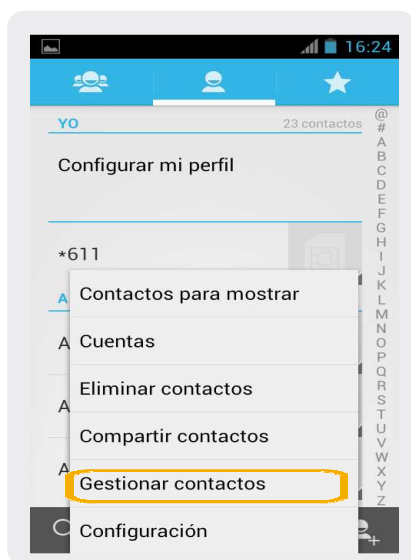 16:24
YO 23 contactos
Configurar mi perfil
*611
A
Contactos para mostrar
A Cuentas
Eliminar contactos
A
Compartir contactos
A
Gestionar contactos
Configuración
@
#
A
B
C
D
E
F
G
H
I
J
K
L
M
N
O
P
Q
R
S
T
U
V
W
X
Y
Z